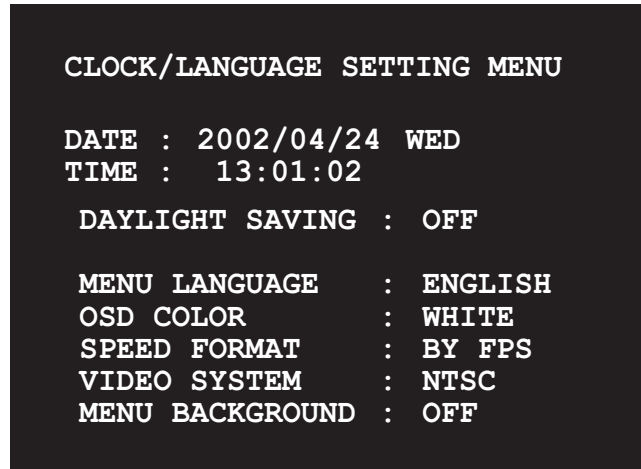 CLOCK/LANGUAGE SETTING MENU
DATE : 2002/04/24 WED
TIME : 13:01:02
DAYLIGHT SAVING : OFF
MENU LANGUAGE : ENGLISH
OSD COLOR : WHITE
SPEED FORMAT : BY FPS
VIDEO SYSTEM : NTSC
MENU BACKGROUND : OFF